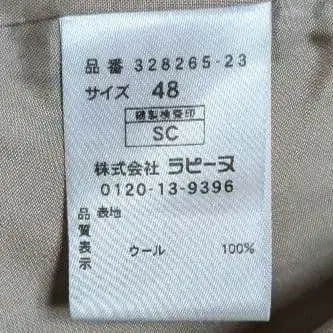 品番 328265-23
サイズ 48
縫製検査印
SC
株式会社 ラピーヌ
0120-13-9396
品質表示
表地
ウール 100%